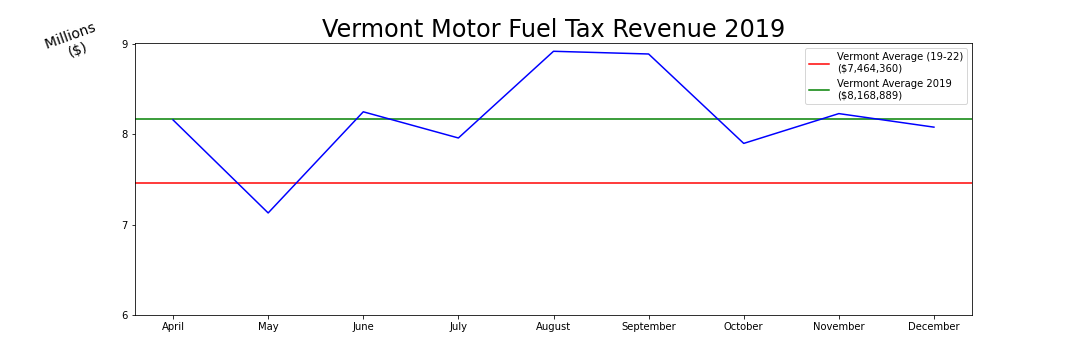 Vermont Motor Fuel Tax Revenue 2019
Millions
($)
Vermont Average (19-22)
($7,464,360)
Vermont Average 2019
($8,168,889)
9
8
7
6
April May June July August September October November December